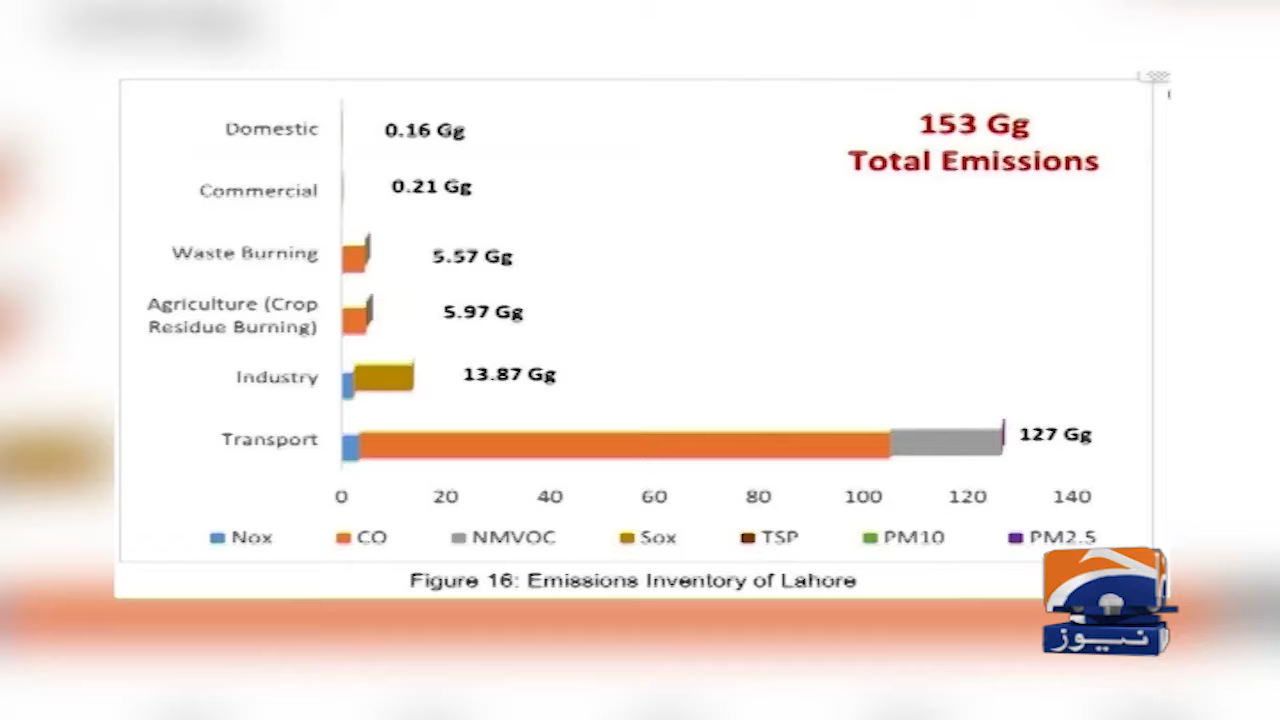 153 Gg
Total Emissions
Domestic
0.16 Gg
Commercial
0.21 Gg
Waste Burning
5.57 Gg
Agriculture (Crop
Residue Burning)
5.97 Gg
Industry
13.87 Gg
Transport
127 Gg
0 20 40 60 80 100 120 140
Nox CO NMVOC Sox TSP PM10 PM2.5
Figure 16: Emissions Inventory of Lahore
نیوز